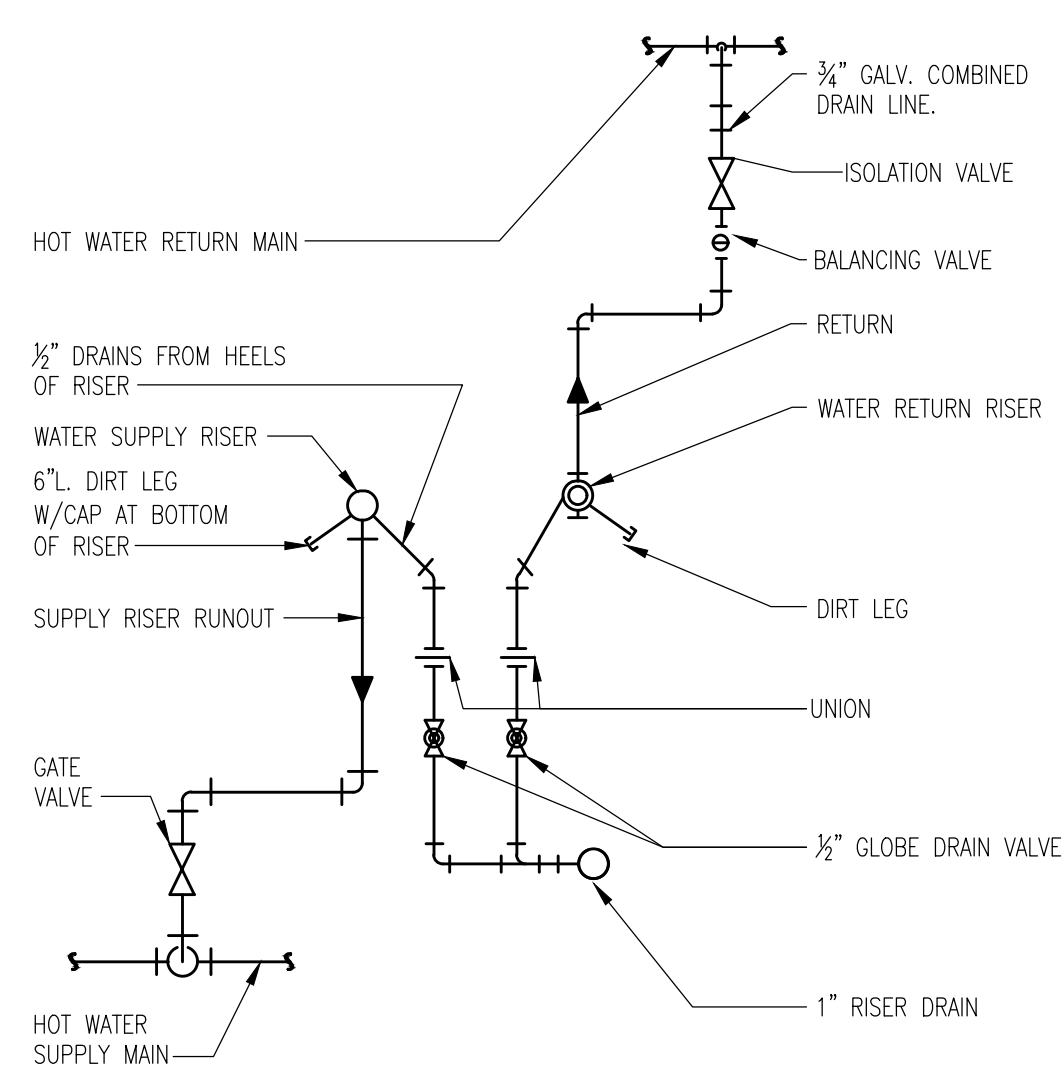 ¾” GALV. COMBINED
DRAIN LINE.
ISOLATION VALVE
HOT WATER RETURN MAIN
BALANCING VALVE
RETURN
½” DRAINS FROM HEELS
OF RISER
WATER RETURN RISER
WATER SUPPLY RISER
6”L. DIRT LEG
W/CAP AT BOTTOM
OF RISER
DIRT LEG
SUPPLY RISER RUNOUT
UNION
GATE
VALVE
½” GLOBE DRAIN VALVE
1” RISER DRAIN
HOT WATER
SUPPLY MAIN